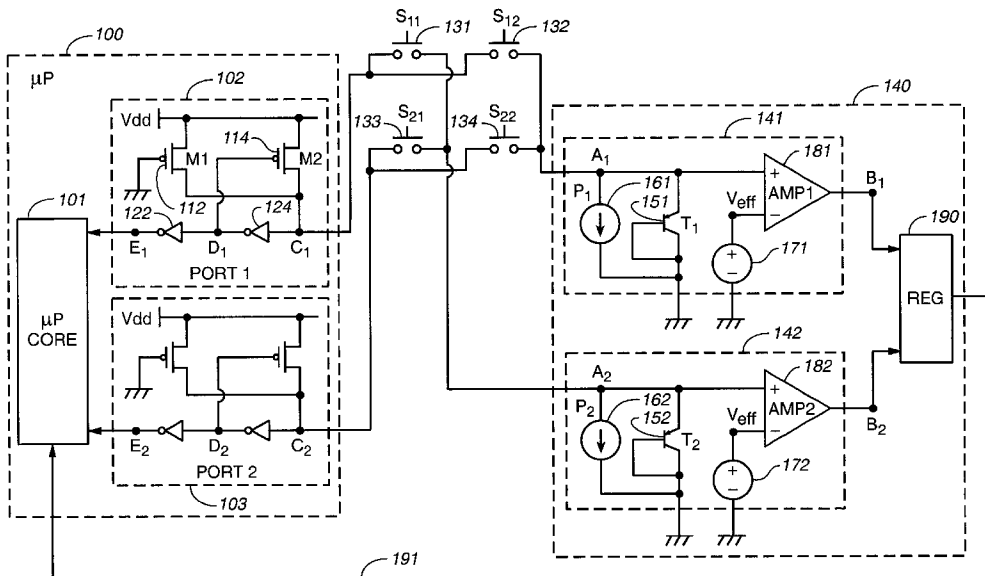 100
μP
S11
131
S12
132
102
Vdd
114
M1
M2
S21
133
S22
134
140
141
A1
181
P1
161
151
T1
Veff
AMP1
B1
101
122
112
124
E1
D1
C1
PORT 1
171
190
REG
μP
CORE
Vdd
142
A2
182
P2
162
152
T2
Veff
AMP2
B2
E2
D2
C2
PORT 2
172
103
191